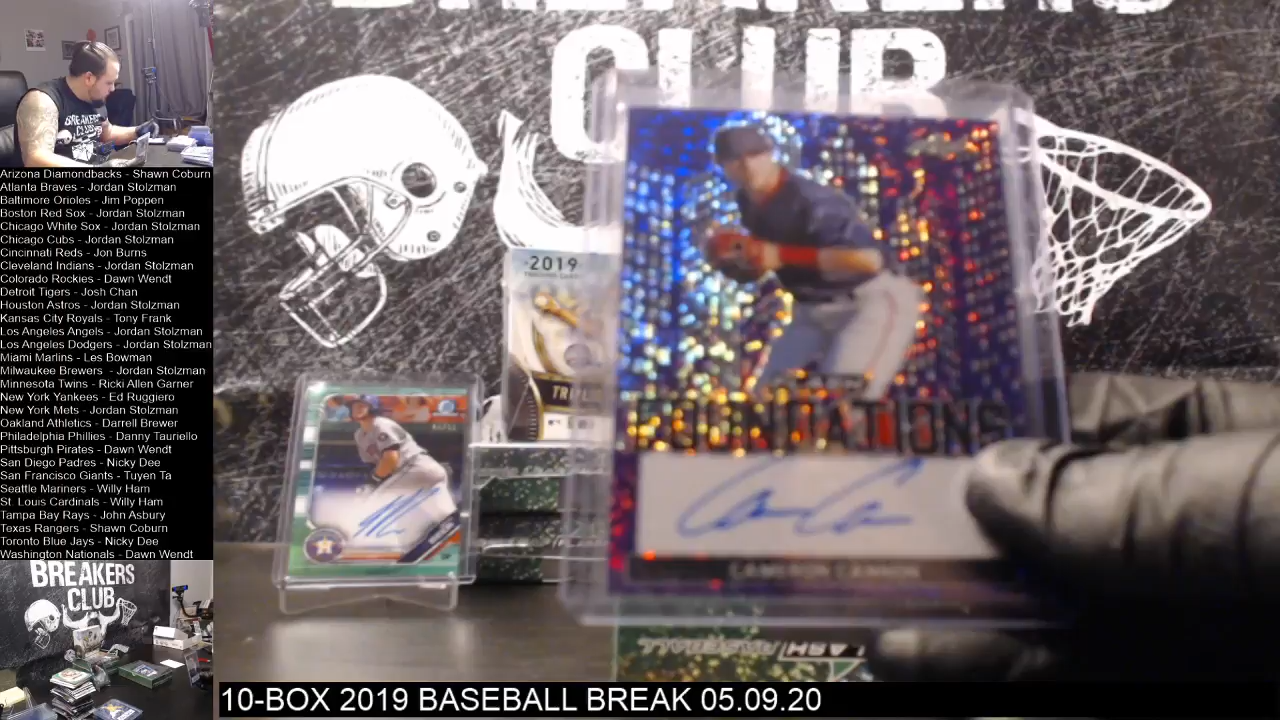 BREAKERS
CLUB
BREAKERS
CLUB
Arizona Diamondbacks - Shawn Coburn
Atlanta Braves - Jordan Stolzman
Baltimore Orioles - Jim Poppen
Boston Red Sox - Jordan Stolzman
Chicago White Sox - Jordan Stolzman
Chicago Cubs - Jordan Stolzman
Cincinnati Reds - Jon Burns
Cleveland Indians - Jordan Stolzman
Colorado Rockies - Dawn Wendt
Detroit Tigers - Josh Chan
Houston Astros - Jordan Stolzman
Kansas City Royals - Tony Frank
Los Angeles Angels - Jordan Stolzman
Los Angeles Dodgers - Jordan Stolzman
Miami Marlins - Les Bowman
Milwaukee Brewers - Jordan Stolzman
Minnesota Twins - Ricki Allen Garner
New York Yankees - Ed Ruggiero
New York Mets - Jordan Stolzman
Oakland Athletics - Darrell Brewer
Philadelphia Phillies - Danny Tauriello
Pittsburgh Pirates - Dawn Wendt
San Diego Padres - Nicky Dee
San Francisco Giants - Tuyen Ta
Seattle Mariners - Willy Ham
St. Louis Cardinals - Willy Ham
Tampa Bay Rays - John Asbury
Texas Rangers - Shawn Coburn
Toronto Blue Jays - Nicky Dee
Washington Nationals - Dawn Wendt
2019
FOUNDATIONS
CAMERON CANNON
BASEBALL
BREAKERS
CLUB
10-BOX 2019 BASEBALL BREAK 05.09.20